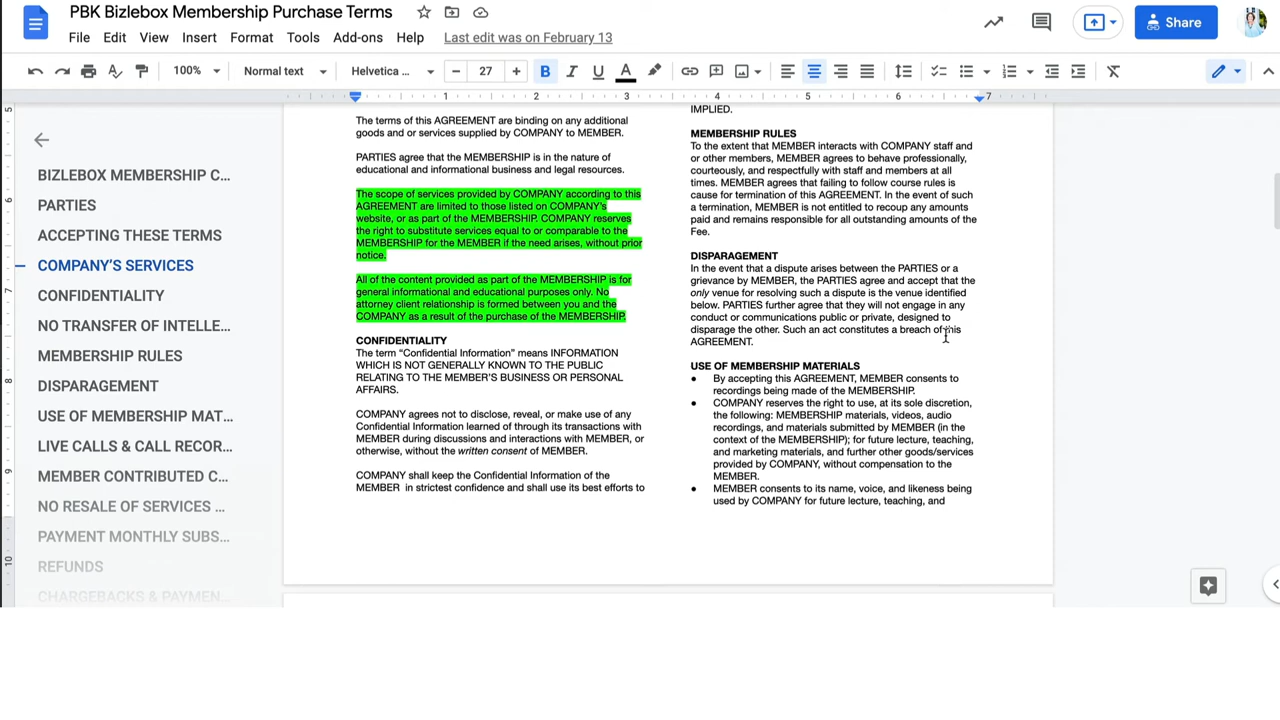 PBK Bizlebox Membership Purchase Terms
File Edit View Insert Format Tools Add-ons Help Last edit was on February 13
Share
100% Normal text Helvetica ... 27 B I U A
1 2 3 4 5 6 7
5
6
7
8
9
10
BIZLEBOX MEMBERSHIP C...
PARTIES
ACCEPTING THESE TERMS
COMPANY'S SERVICES
CONFIDENTIALITY
NO TRANSFER OF INTELLE...
MEMBERSHIP RULES
DISPARAGEMENT
USE OF MEMBERSHIP MAT...
LIVE CALLS & CALL RECOR...
MEMBER CONTRIBUTED C...
NO RESALE OF SERVICES ...
PAYMENT MONTHLY SUBS...
REFUNDS
CHARGEBACKS & PAYMEN...
The terms of this AGREEMENT are binding on any additional
goods and or services supplied by COMPANY to MEMBER.
PARTIES agree that the MEMBERSHIP is in the nature of
educational and informational business and legal resources.
The scope of services provided by COMPANY according to this
AGREEMENT are limited to those listed on COMPANY's
website, or as part of the MEMBERSHIP. COMPANY reserves
the right to substitute services equal to or comparable to the
MEMBERSHIP for the MEMBER if the need arises, without prior
notice.
All of the content provided as part of the MEMBERSHIP is for
general informational and educational purposes only. No
attorney client relationship is formed between you and the
COMPANY as a result of the purchase of the MEMBERSHIP.
CONFIDENTIALITY
The term “Confidential Information” means INFORMATION
WHICH IS NOT GENERALLY KNOWN TO THE PUBLIC
RELATING TO THE MEMBER'S BUSINESS OR PERSONAL
AFFAIRS.
COMPANY agrees not to disclose, reveal, or make use of any
Confidential Information learned of through its transactions with
MEMBER during discussions and interactions with MEMBER, or
otherwise, without the written consent of MEMBER.
COMPANY shall keep the Confidential Information of the
MEMBER in strictest confidence and shall use its best efforts to
IMPLIED.
MEMBERSHIP RULES
To the extent that MEMBER interacts with COMPANY staff and
or other members, MEMBER agrees to behave professionally,
courteously, and respectfully with staff and members at all
times. MEMBER agrees that failing to follow course rules is
cause for termination of this AGREEMENT. In the event of such
a termination, MEMBER is not entitled to recoup any amounts
paid and remains responsible for all outstanding amounts of the
Fee.
DISPARAGEMENT
In the event that a dispute arises between the PARTIES or a
grievance by MEMBER, the PARTIES agree and accept that the
only venue for resolving such a dispute is the venue identified
below. PARTIES further agree that they will not engage in any
conduct or communications public or private, designed to
disparage the other. Such an act constitutes a breach of this
AGREEMENT.
USE OF MEMBERSHIP MATERIALS
● By accepting this AGREEMENT, MEMBER consents to
recordings being made of the MEMBERSHIP.
● COMPANY reserves the right to use, at its sole discretion,
the following: MEMBERSHIP materials, videos, audio
recordings, and materials submitted by MEMBER (in the
context of the MEMBERSHIP); for future lecture, teaching,
and marketing materials, and further other goods/services
provided by COMPANY, without compensation to the
MEMBER.
● MEMBER consents to its name, voice, and likeness being
used by COMPANY for future lecture, teaching, and